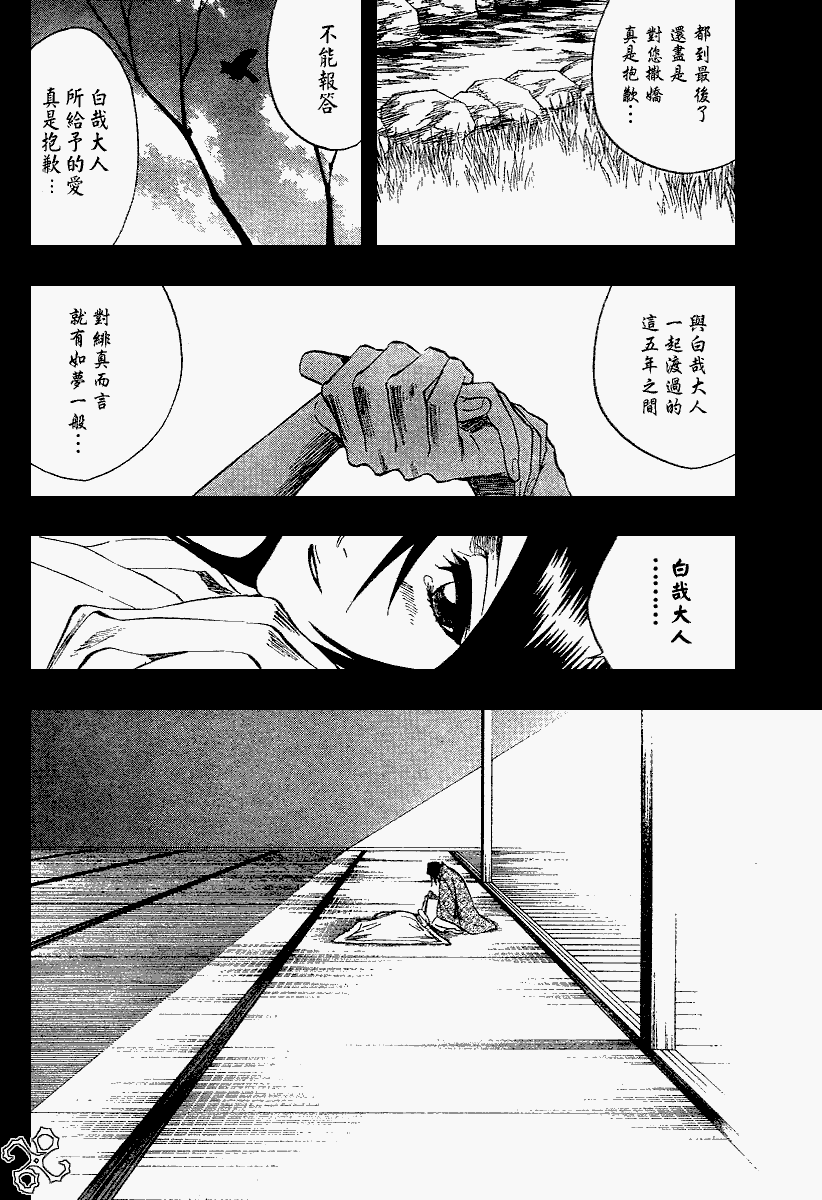 都到最後了
還盡是
對您撒嬌
真是抱歉…
不能報答
白哉大人
所給予的愛
真是抱歉…
與白哉大人
一起渡過的
這五年之間
對緋真而言
就有如夢一般…
白哉大人
………